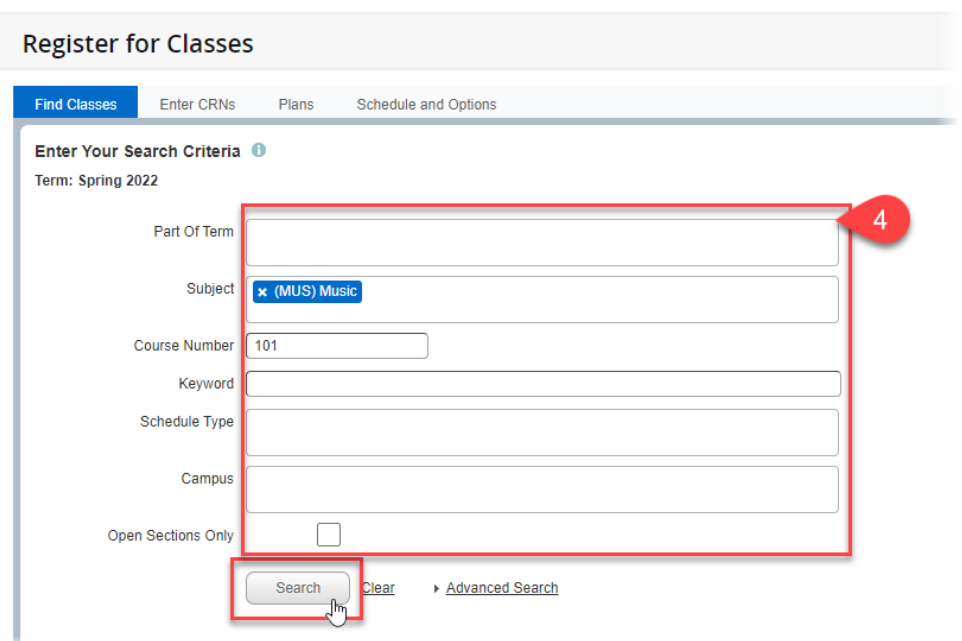 Register for Classes
Find Classes Enter CRNs Plans Schedule and Options
Enter Your Search Criteria
Term: Spring 2022
4
Part Of Term
Subject × (MUS) Music
Course Number 101
Keyword
Schedule Type
Campus
Open Sections Only
Search Clear Advanced Search